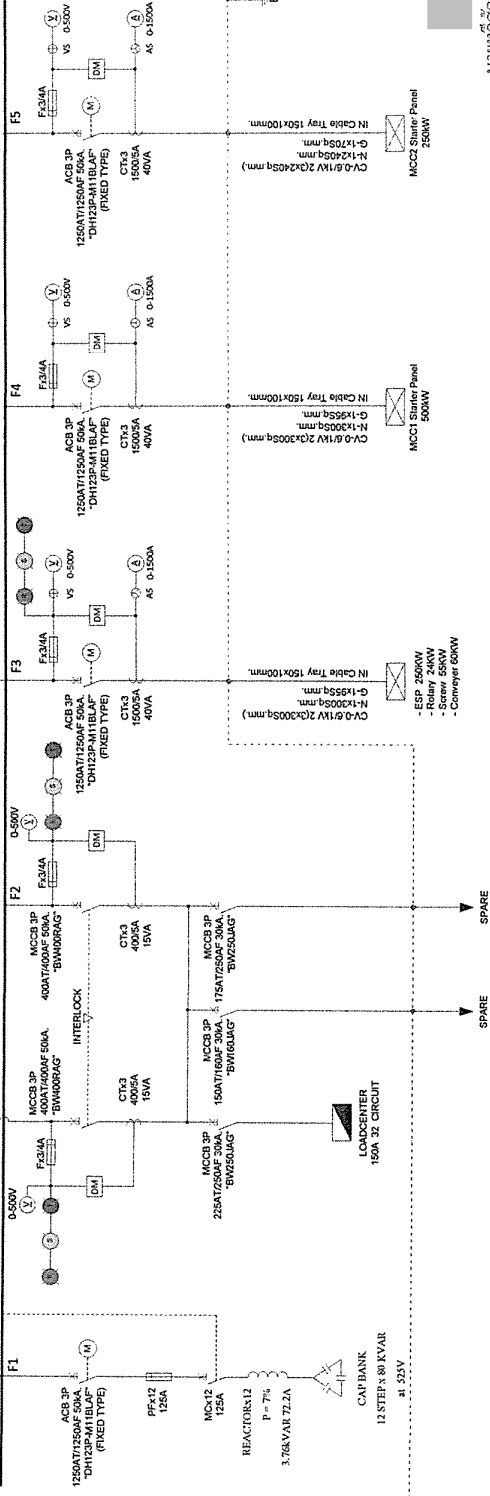 F1
ACB 3P
1250AT/1250AF 50kA.
"DH123P-M11BLAF"
(FIXED TYPE)
M
PFx12
125A
MCx12
125A
REACTORx12
P = 7%
3.76kVAR 72.2A
CAP BANK
12 STEP x 80 KVAR
at 525V
0-500V
V
Fx3/4A
DM
MCCB 3P
400AT/400AF 50kA.
"BW400RAG"
CTx3
400/5A
15VA
INTERLOCK
MCCB 3P
225AT/250AF 30kA.
"BW250JAG"
LOADCENTER
150A 32 CIRCUIT
MCCB 3P
150AT/160AF 30kA.
"BW160JAG"
SPARE
F2
0-500V
V
Fx3/4A
DM
MCCB 3P
400AT/400AF 50kA.
"BW400RAG"
CTx3
400/5A
15VA
MCCB 3P
175AT/250AF 30kA.
"BW250JAG"
SPARE
F3
Fx3/4A
V
VS 0-500V
DM
ACB 3P
1250AT/1250AF 50kA.
"DH123P-M11BLAF"
(FIXED TYPE)
M
CTx3
1500/5A
40VA
A
AS 0-1500A
CV-0.6/1kV 2(3x300Sq.mm.)
N-1x300Sq.mm.
G-1x95Sq.mm.
IN Cable Tray 150x100mm.
- ESP 250KW
- Rotary 24KW
- Screw 55KW
- Conveyer 60KW
F4
Fx3/4A
V
VS 0-500V
DM
ACB 3P
1250AT/1250AF 50kA.
"DH123P-M11BLAF"
(FIXED TYPE)
M
CTx3
1500/5A
40VA
A
AS 0-1500A
CV-0.6/1kV 2(3x300Sq.mm.)
N-1x300Sq.mm.
G-1x95Sq.mm.
IN Cable Tray 150x100mm.
MCC1 Starter Panel
500kW
F5
Fx3/4A
V
VS 0-500V
DM
ACB 3P
1250AT/1250AF 50kA.
"DH123P-M11BLAF"
(FIXED TYPE)
M
CTx3
1500/5A
40VA
A
AS 0-1500A
CV-0.6/1kV 2(3x240Sq.mm.)
N-1x240Sq.mm.
G-1x70Sq.mm.
IN Cable Tray 150x100mm.
MCC2 Starter Panel
250kW